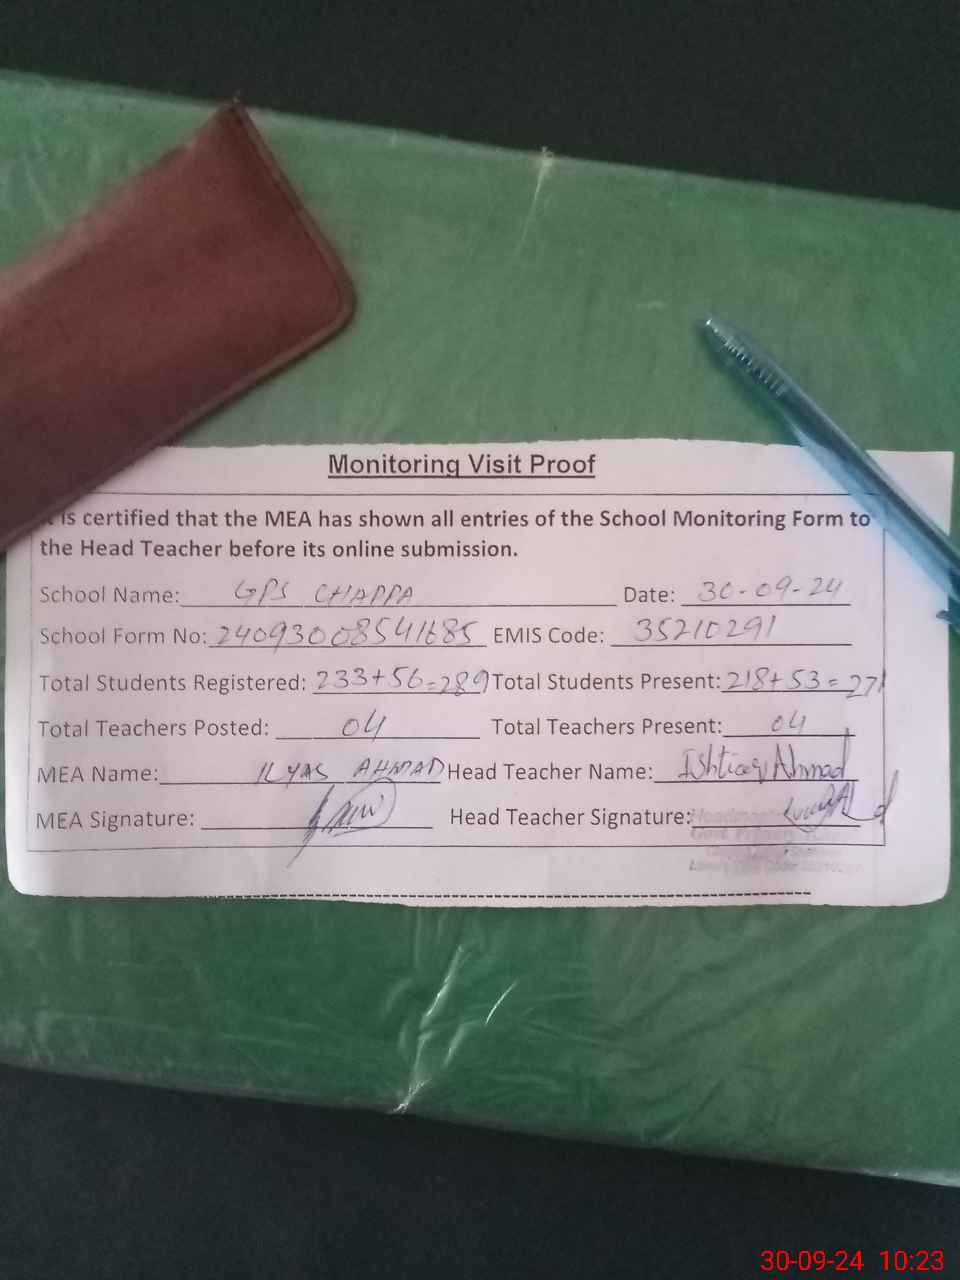 Monitoring Visit Proof
is certified that the MEA has shown all entries of the School Monitoring Form to
the Head Teacher before its online submission.
School Name: GPS CHAPPA Date: 30-09-24
School Form No: 24093008541685 EMIS Code: 35210291
Total Students Registered: 233+56=289 Total Students Present: 218+53=271
Total Teachers Posted: 04 Total Teachers Present: 04
MEA Name: ILYAS AHMAD Head Teacher Name: Ishtiaq Ahmad
MEA Signature: Head Teacher Signature:
30-09-24 10:23